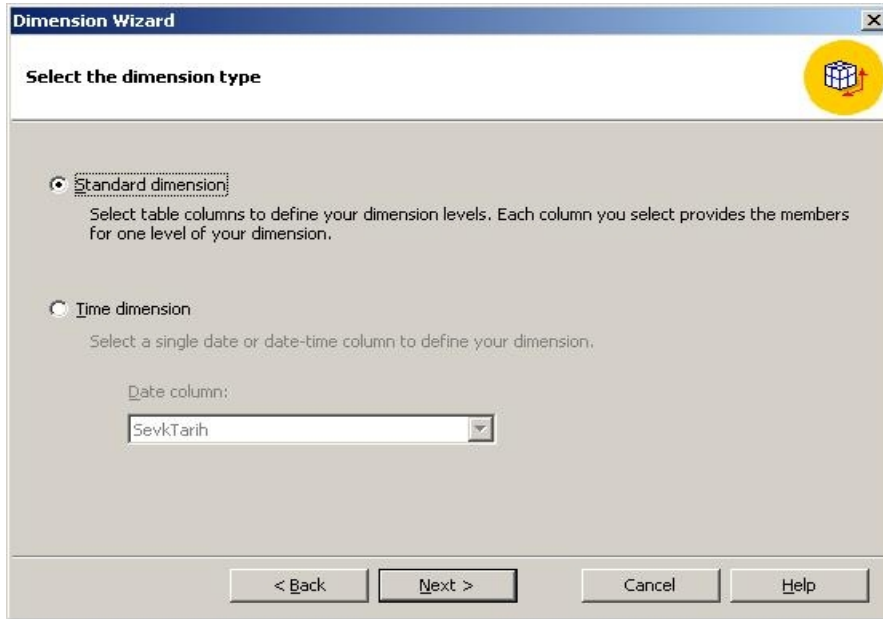 Dimension Wizard
Select the dimension type
Standard dimension
Select table columns to define your dimension levels. Each column you select provides the members
for one level of your dimension.
Time dimension
Select a single date or date-time column to define your dimension.
Date column:
SevkTarih
< Back Next > Cancel Help